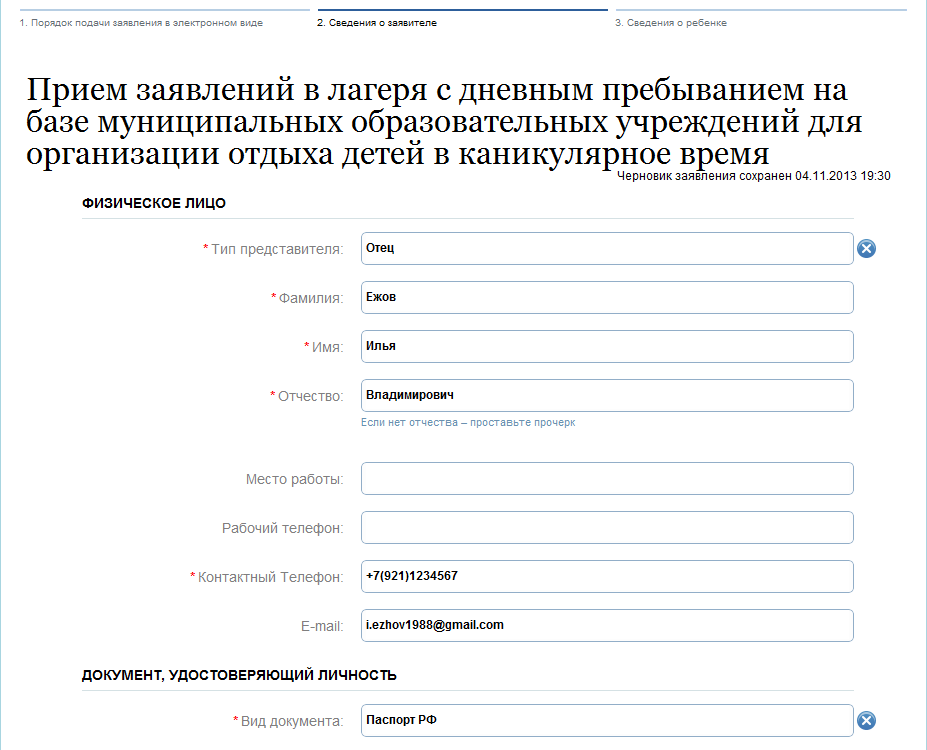 1. Порядок подачи заявления в электронном виде
2. Сведения о заявителе
3. Сведения о ребенке
Прием заявлений в лагеря с дневным пребыванием на
базе муниципальных образовательных учреждений для
организации отдыха детей в каникулярное время
Черновик заявления сохранен 04.11.2013 19:30
ФИЗИЧЕСКОЕ ЛИЦО
* Тип представителя: Отец
* Фамилия: Ежов
* Имя: Илья
* Отчество: Владимирович
Если нет отчества – проставьте прочерк
Место работы:
Рабочий телефон:
* Контактный Телефон: +7(921)1234567
E-mail: i.ezhov1988@gmail.com
ДОКУМЕНТ, УДОСТОВЕРЯЮЩИЙ ЛИЧНОСТЬ
* Вид документа: Паспорт РФ